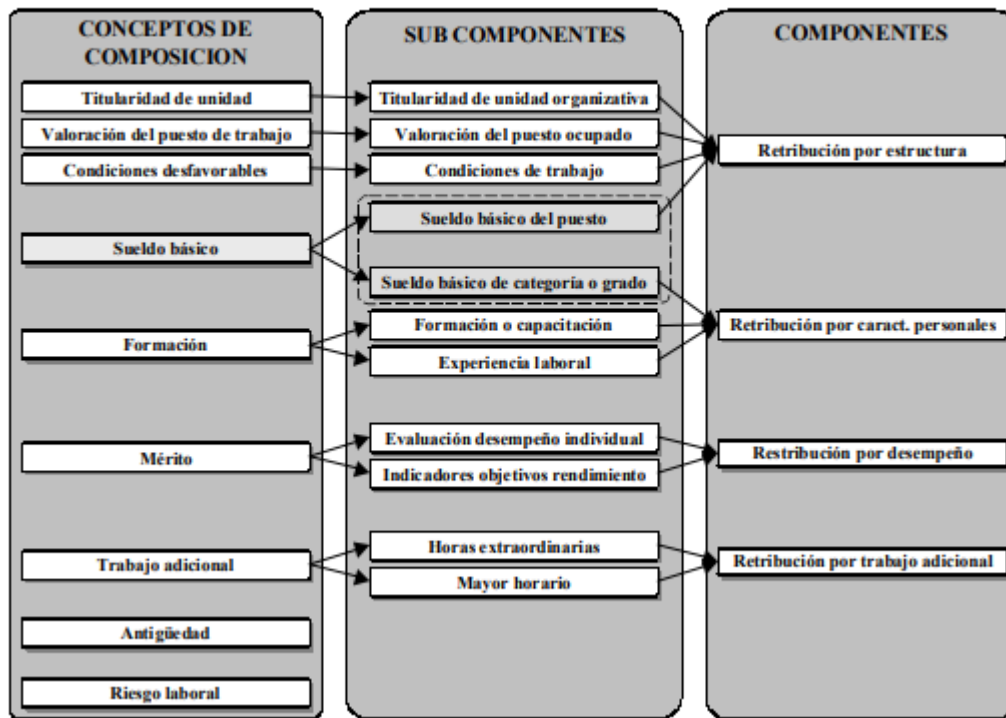 CONCEPTOS DE
COMPOSICION
Titularidad de unidad
Valoración del puesto de trabajo
Condiciones desfavorables
Sueldo básico
Formación
Mérito
Trabajo adicional
Antigüedad
Riesgo laboral
SUB COMPONENTES
Titularidad de unidad organizativa
Valoración del puesto ocupado
Condiciones de trabajo
Sueldo básico del puesto
Sueldo básico de categoría o grado
Formación o capacitación
Experiencia laboral
Evaluación desempeño individual
Indicadores objetivos rendimiento
Horas extraordinarias
Mayor horario
COMPONENTES
Retribución por estructura
Retribución por caract. personales
Restribución por desempeño
Retribución por trabajo adicional